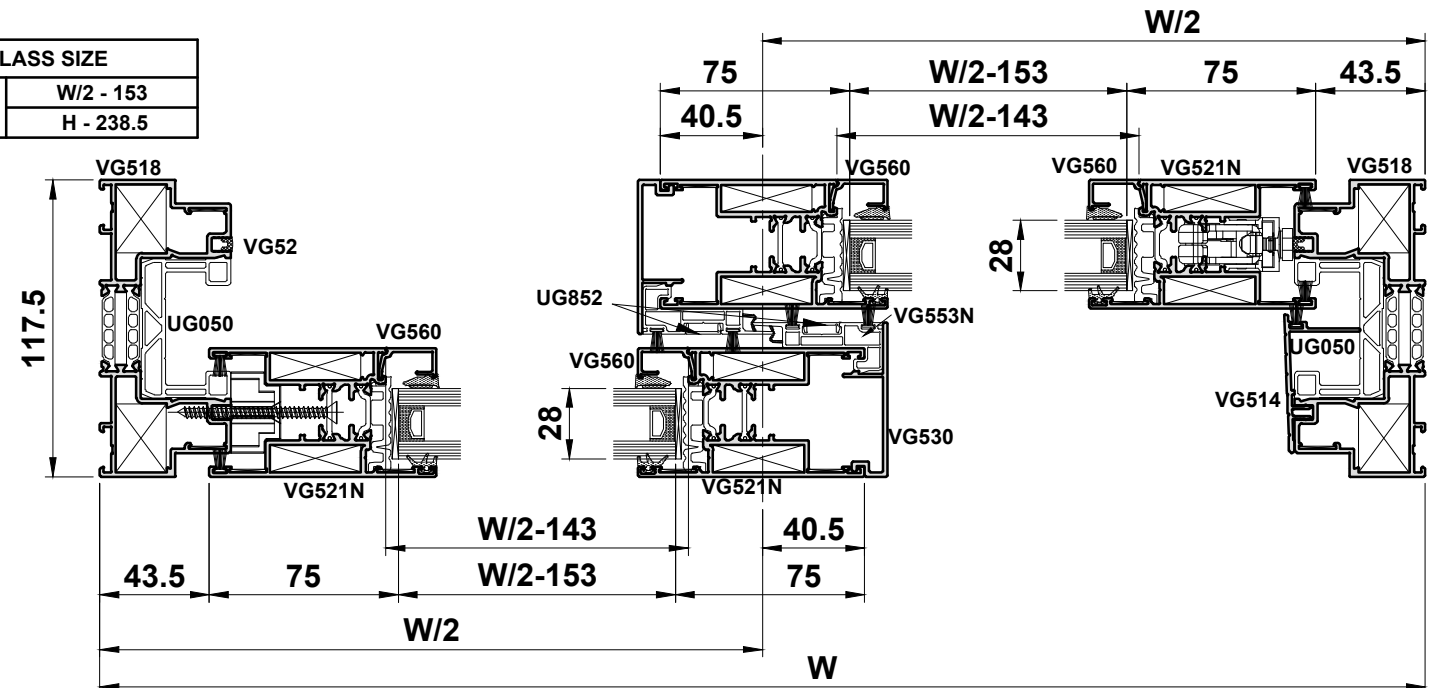 W/2
LASS SIZE
W/2 - 153
H - 238.5
75
W/2-153
75
43.5
40.5
W/2-143
VG518
VG560
VG560
VG521N
VG518
VG52
28
28
117.5
UG852
VG553N
UG050
VG560
VG560
UG050
VG514
28
VG530
VG521N
VG521N
W/2-143
40.5
43.5
75
W/2-153
75
W/2
W